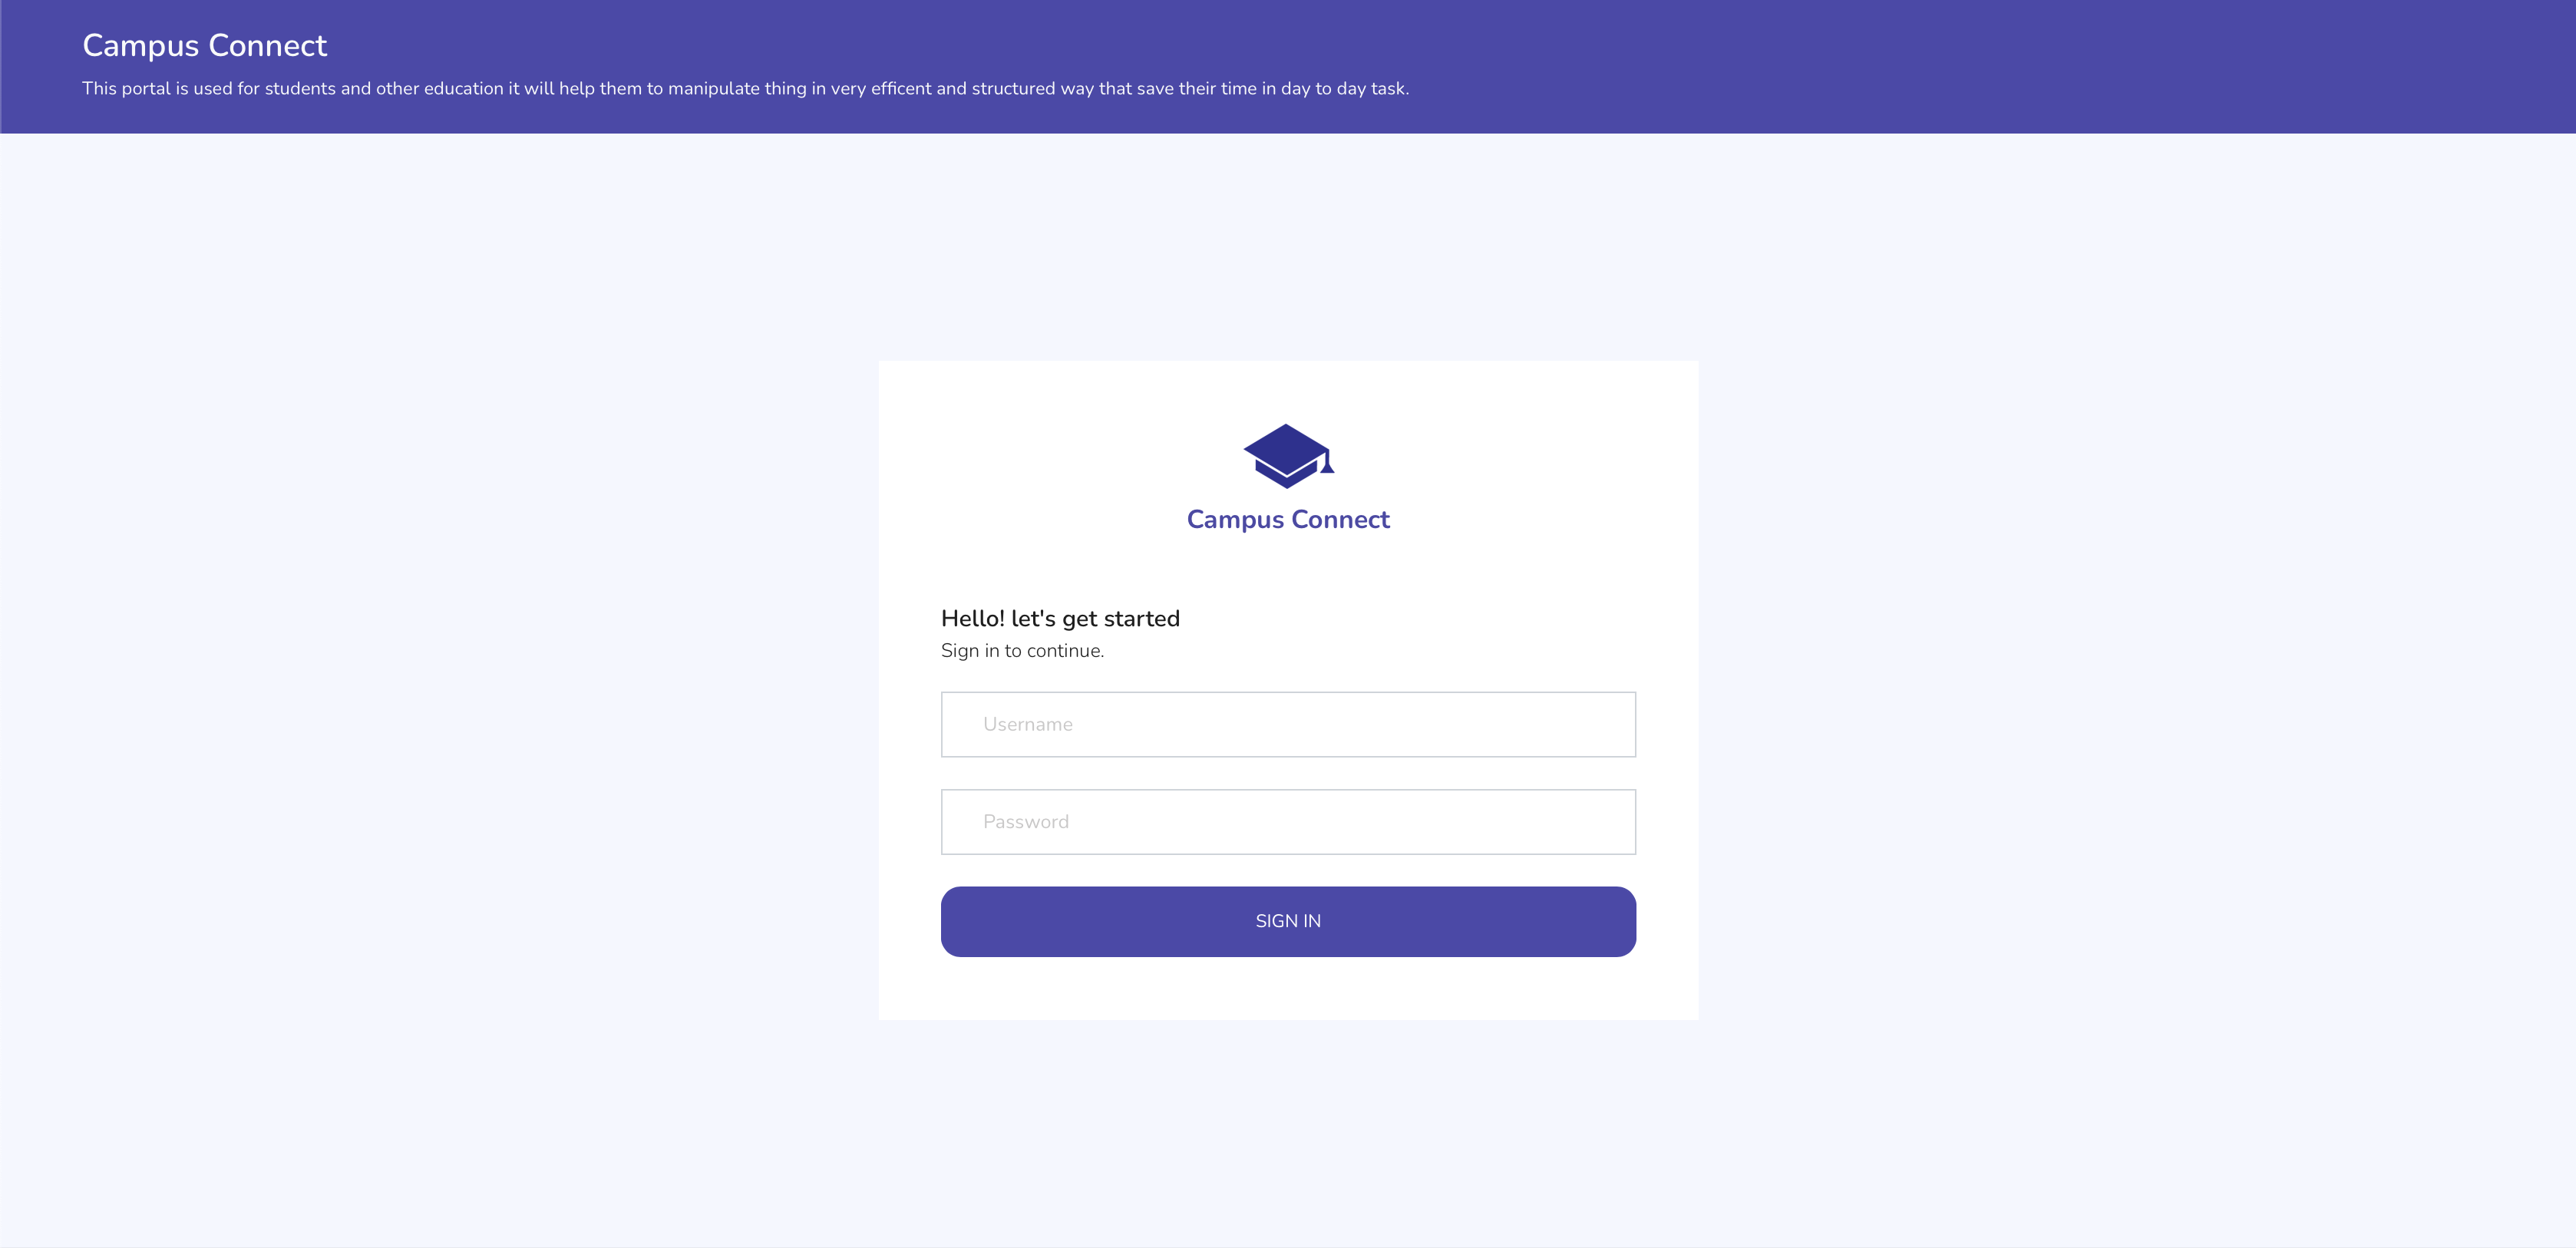 Campus Connect
This portal is used for students and other education it will help them to manipulate thing in very efficent and structured way that save their time in day to day task.
Campus Connect
Hello! let's get started
Sign in to continue.
Username
Password
SIGN IN